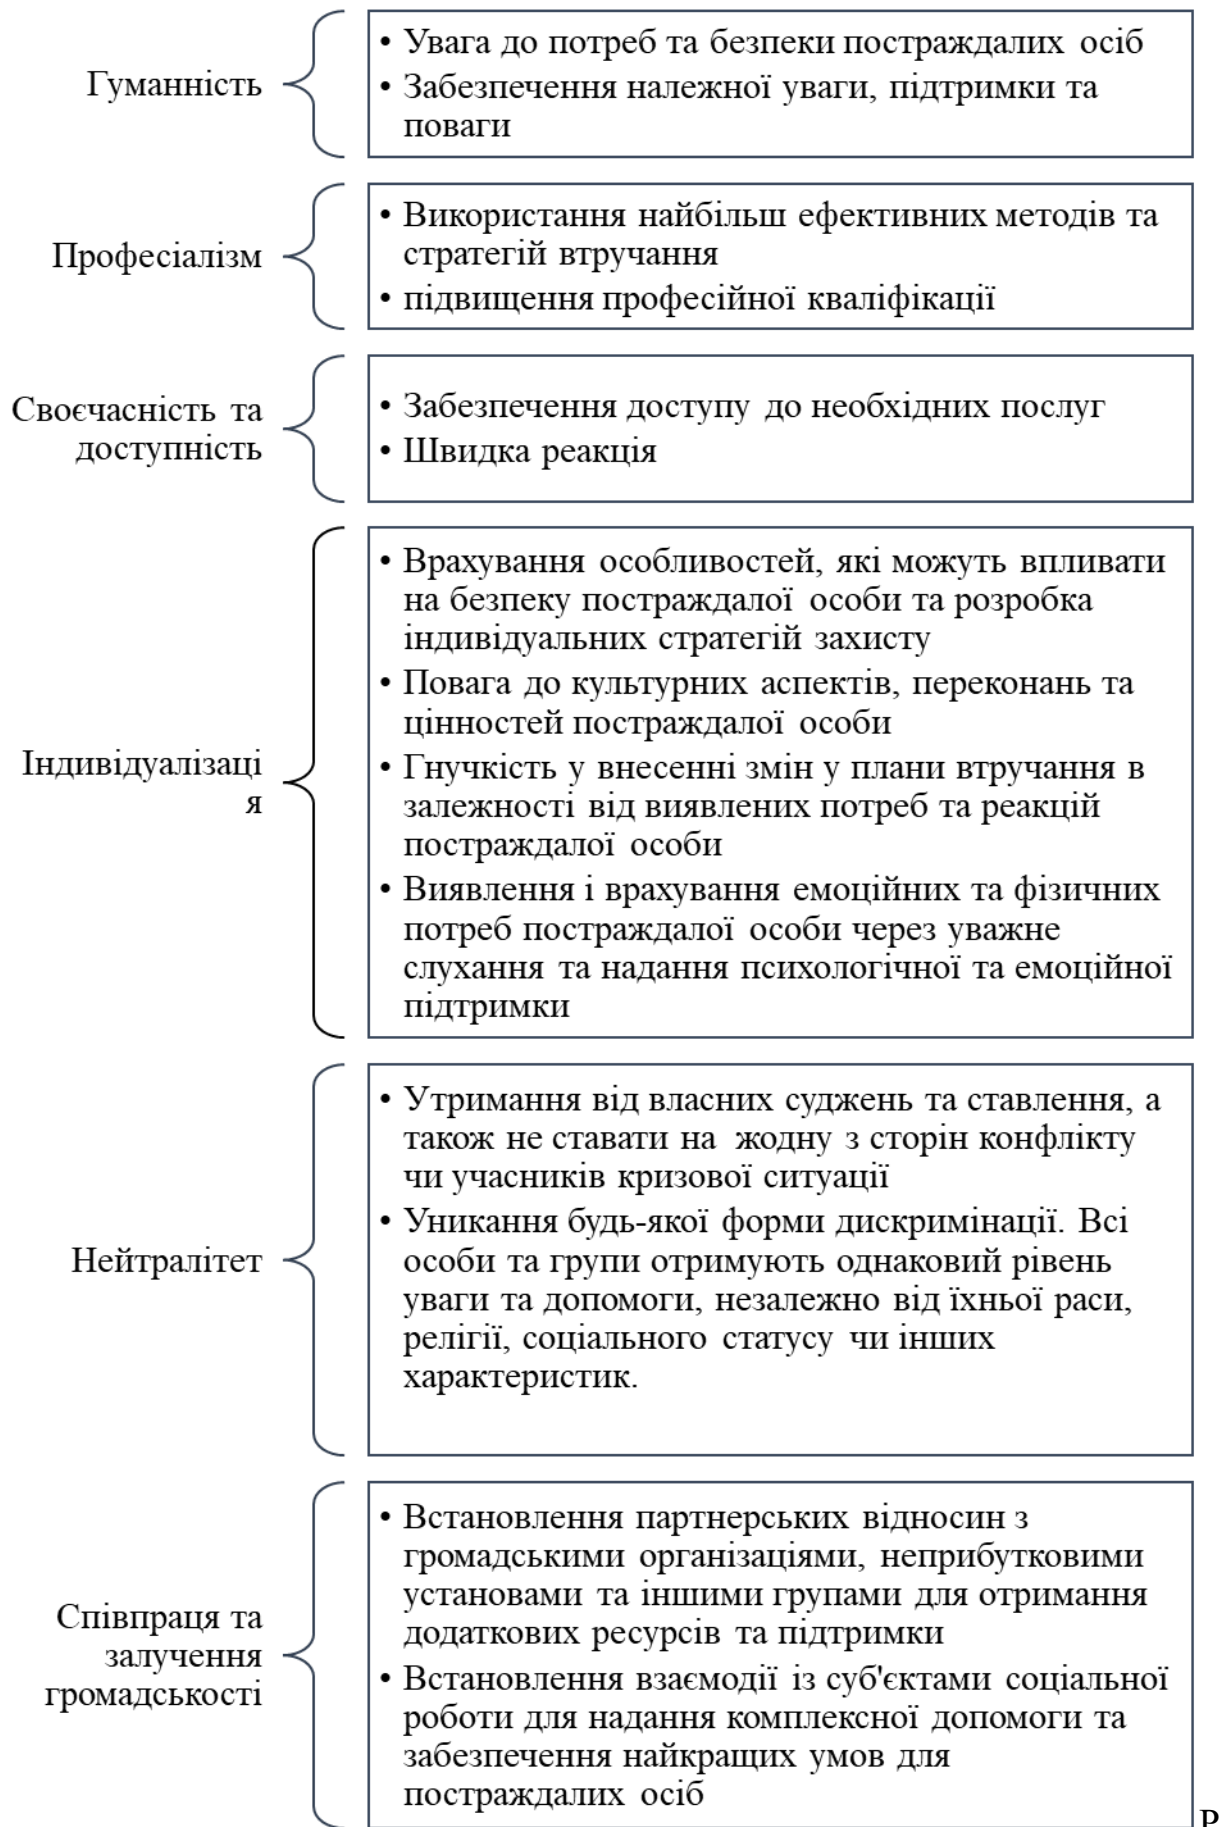 Гуманність
• Увага до потреб та безпеки постраждалих осіб
• Забезпечення належної уваги, підтримки та
поваги
Професіалізм
• Використання найбільш ефективних методів та
стратегій втручання
• підвищення професійної кваліфікації
Своєчасність та
доступність
• Забезпечення доступу до необхідних послуг
• Швидка реакція
Індивідуалізаці
я
• Врахування особливостей, які можуть впливати
на безпеку постраждалої особи та розробка
індивідуальних стратегій захисту
• Повага до культурних аспектів, переконань та
цінностей постраждалої особи
• Гнучкість у внесенні змін у плани втручання в
залежності від виявлених потреб та реакцій
постраждалої особи
• Виявлення і врахування емоційних та фізичних
потреб постраждалої особи через уважне
слухання та надання психологічної та емоційної
підтримки
Нейтралітет
• Утримання від власних суджень та ставлення, а
також не ставати на жодну з сторін конфлікту
чи учасників кризової ситуації
• Уникання будь-якої форми дискримінації. Всі
особи та групи отримують однаковий рівень
уваги та допомоги, незалежно від їхньої раси,
релігії, соціального статусу чи інших
характеристик.
Співпраця та
залучення
громадськості
• Встановлення партнерських відносин з
громадськими організаціями, неприбутковими
установами та іншими групами для отримання
додаткових ресурсів та підтримки
• Встановлення взаємодії із суб'єктами соціальної
роботи для надання комплексної допомоги та
забезпечення найкращих умов для
постраждалих осіб
Р